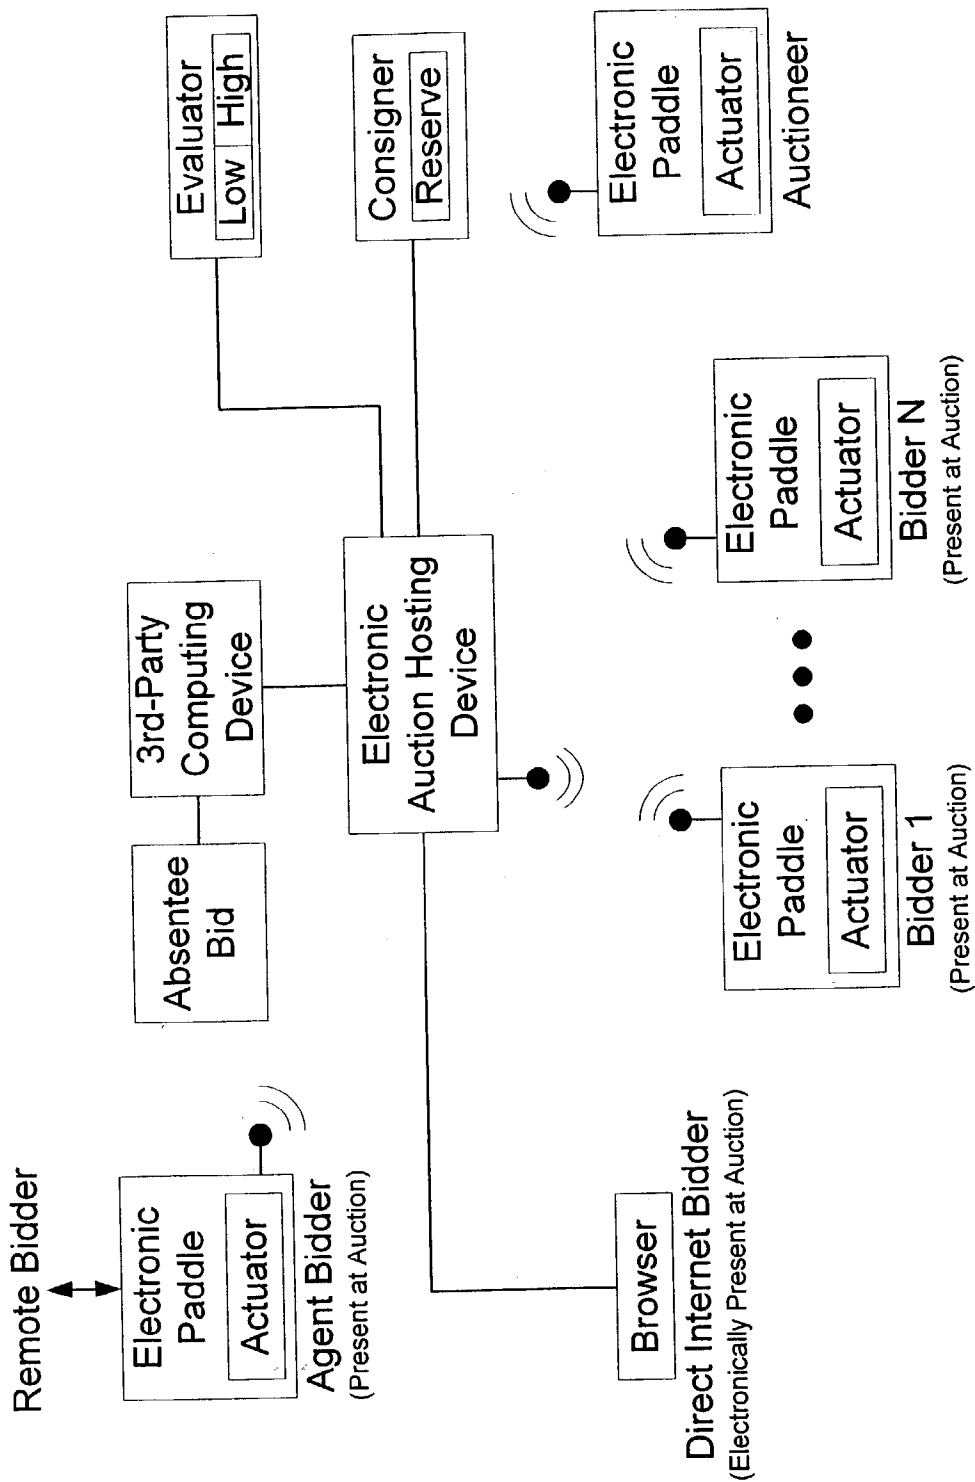 Remote Bidder
Electronic
Paddle
Actuator
Agent Bidder
(Present at Auction)
Absentee
Bid
3rd-Party
Computing
Device
Evaluator
Low High
Electronic
Auction Hosting
Device
Consigner
Reserve
Browser
Direct Internet Bidder
(Electronically Present at Auction)
Electronic
Paddle
Actuator
Bidder 1
(Present at Auction)
Electronic
Paddle
Actuator
Bidder N
(Present at Auction)
Electronic
Paddle
Actuator
Auctioneer